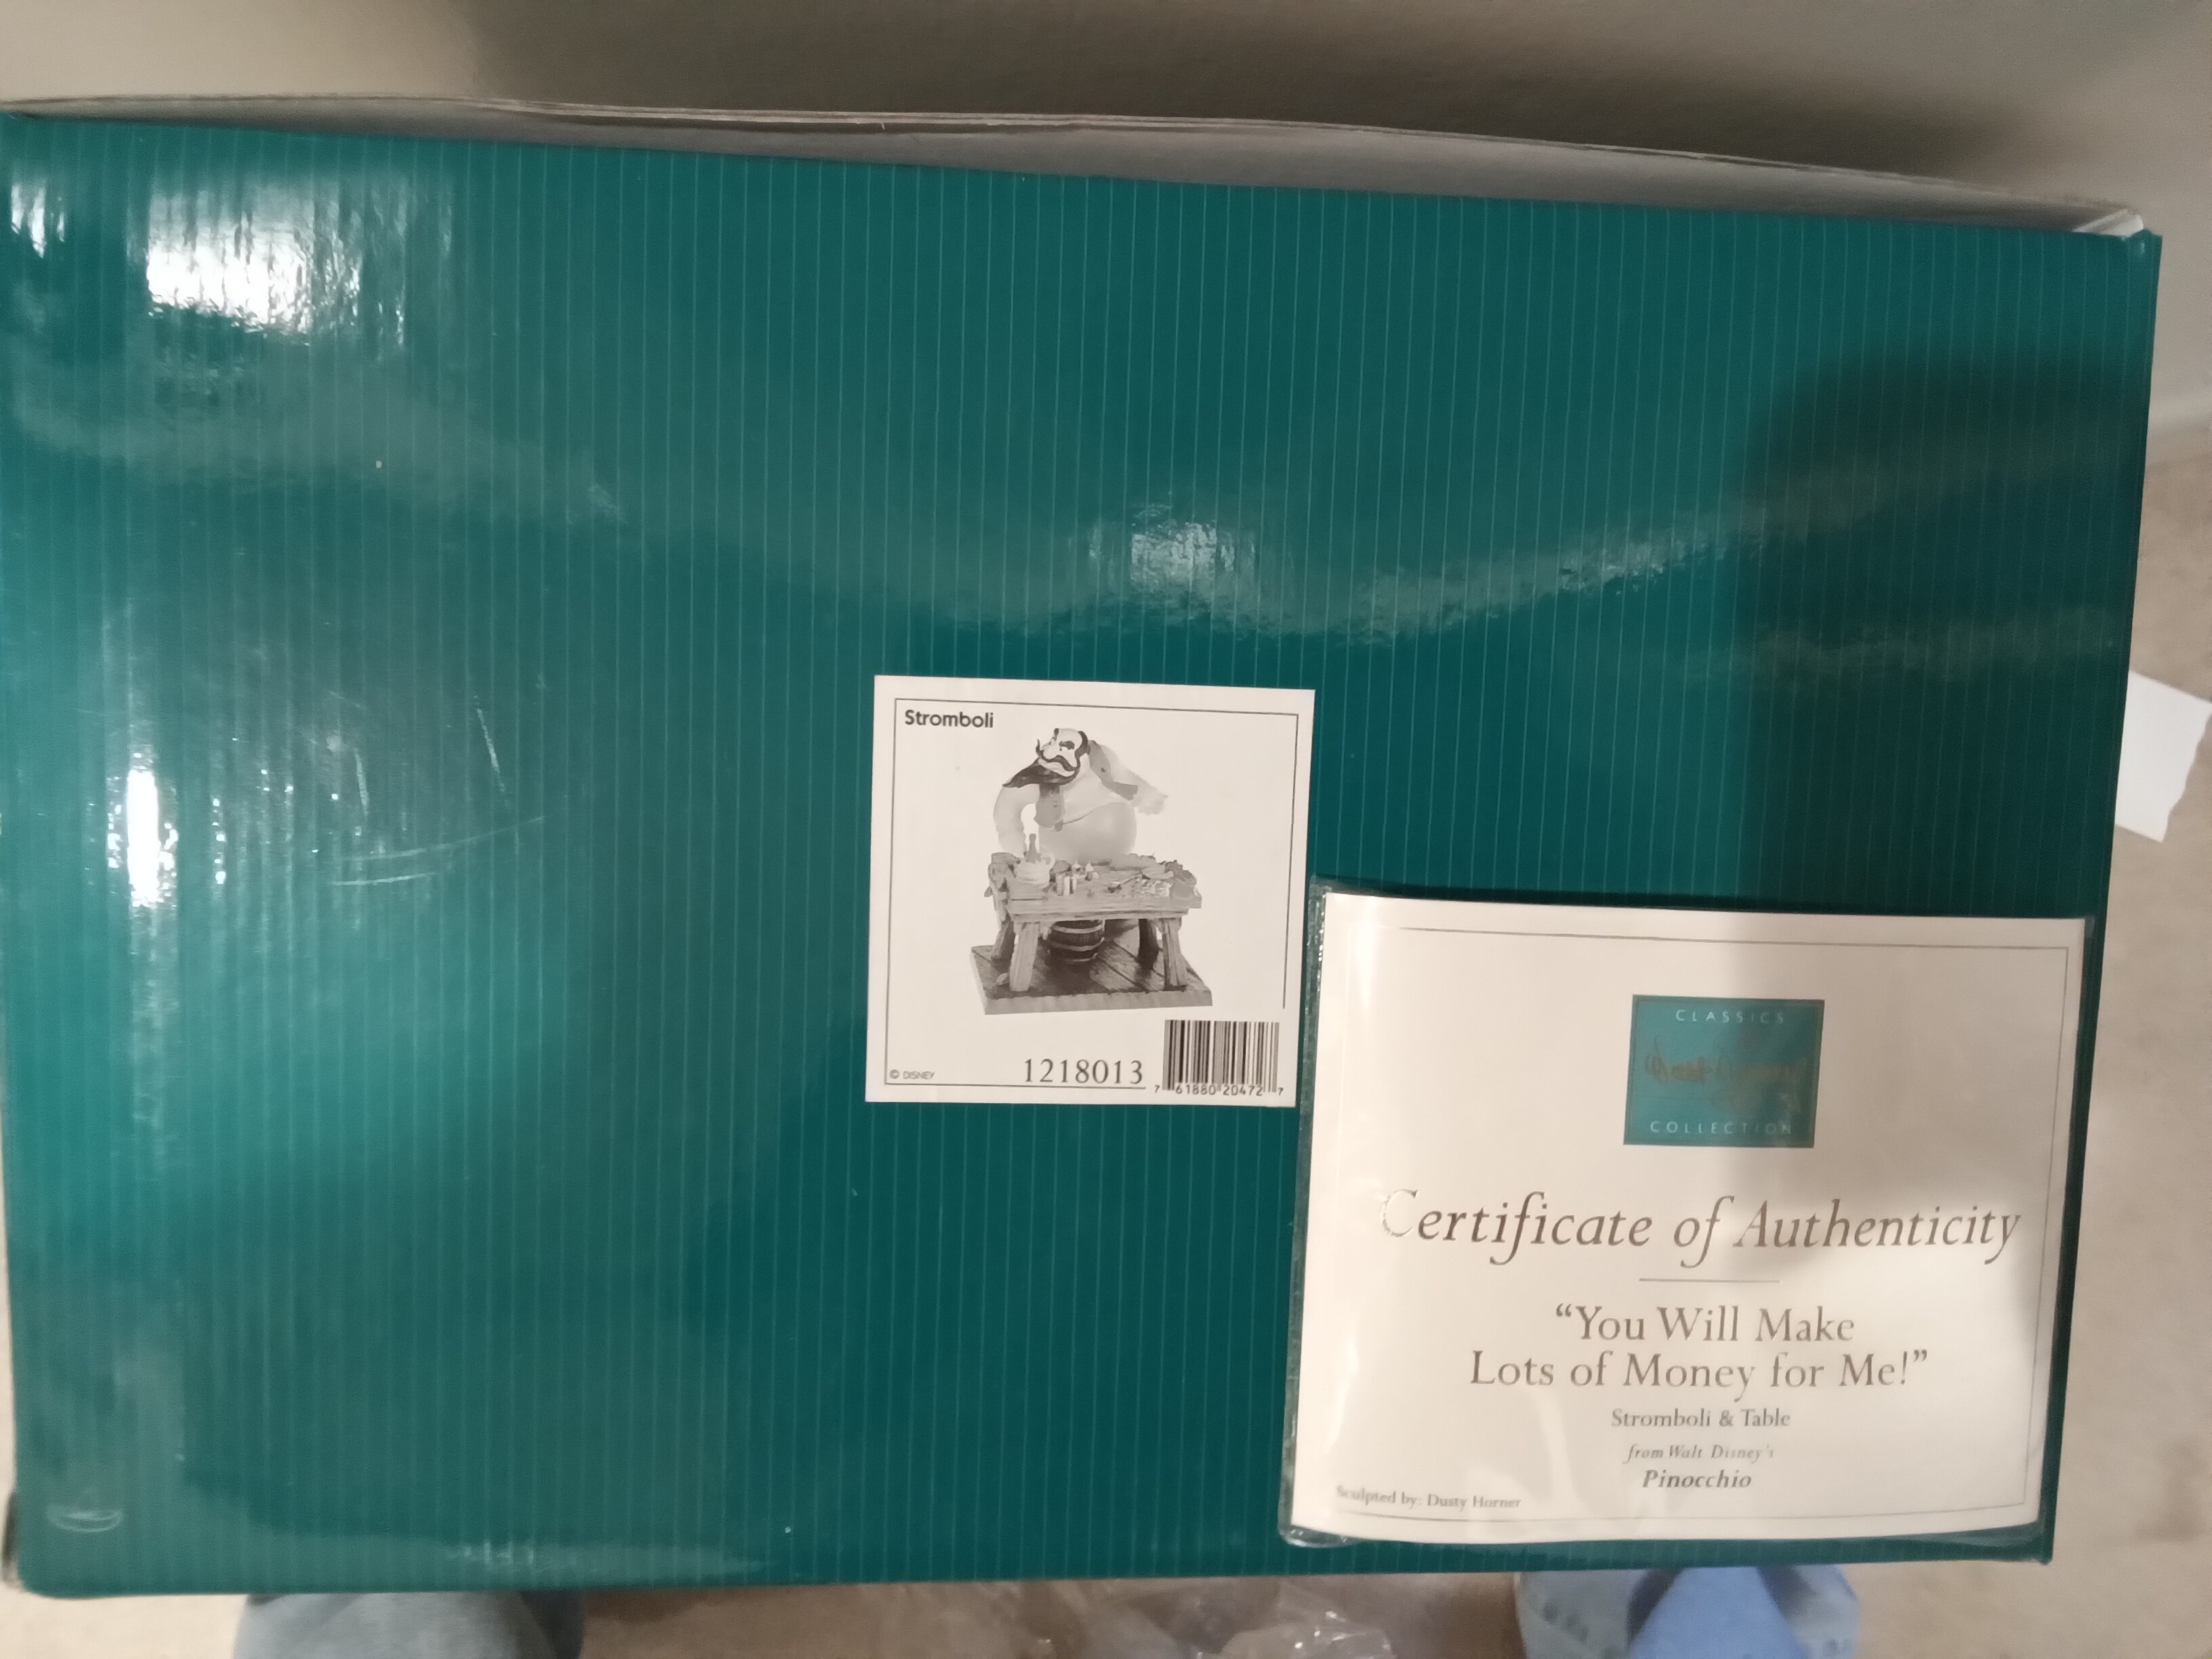 Stromboli
© DISNEY
1218013
7 61880 20472 7
CLASSICS
COLLECTION
Certificate of Authenticity
“You Will Make
Lots of Money for Me!”
Stromboli & Table
from Walt Disney's
Pinocchio
Sculpted by: Dusty Horner